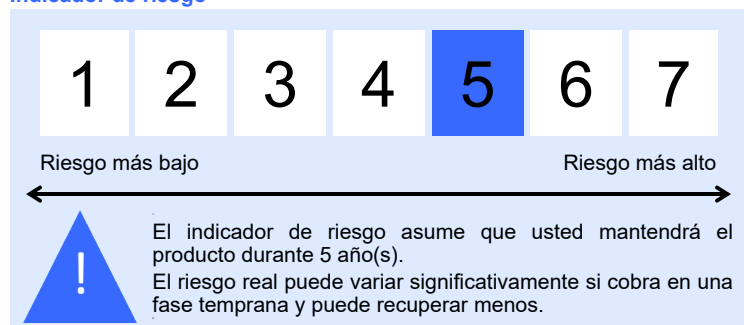 1 2 3 4 5 6 7
Riesgo más bajo Riesgo más alto
! El indicador de riesgo asume que usted mantendrá el
producto durante 5 año(s).
El riesgo real puede variar significativamente si cobra en una
fase temprana y puede recuperar menos.